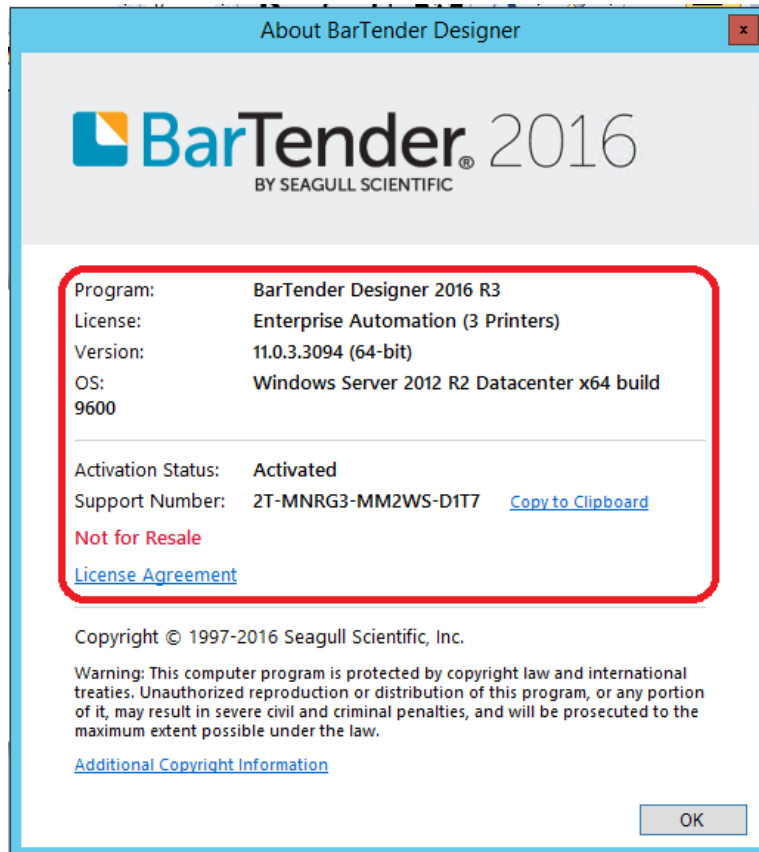 About BarTender Designer
x
BarTender® 2016
BY SEAGULL SCIENTIFIC
Program: BarTender Designer 2016 R3
License: Enterprise Automation (3 Printers)
Version: 11.0.3.3094 (64-bit)
OS: Windows Server 2012 R2 Datacenter x64 build
9600
Activation Status: Activated
Support Number: 2T-MNRG3-MM2WS-D1T7 Copy to Clipboard
Not for Resale
License Agreement
Copyright © 1997-2016 Seagull Scientific, Inc.
Warning: This computer program is protected by copyright law and international
treaties. Unauthorized reproduction or distribution of this program, or any portion
of it, may result in severe civil and criminal penalties, and will be prosecuted to the
maximum extent possible under the law.
Additional Copyright Information
OK